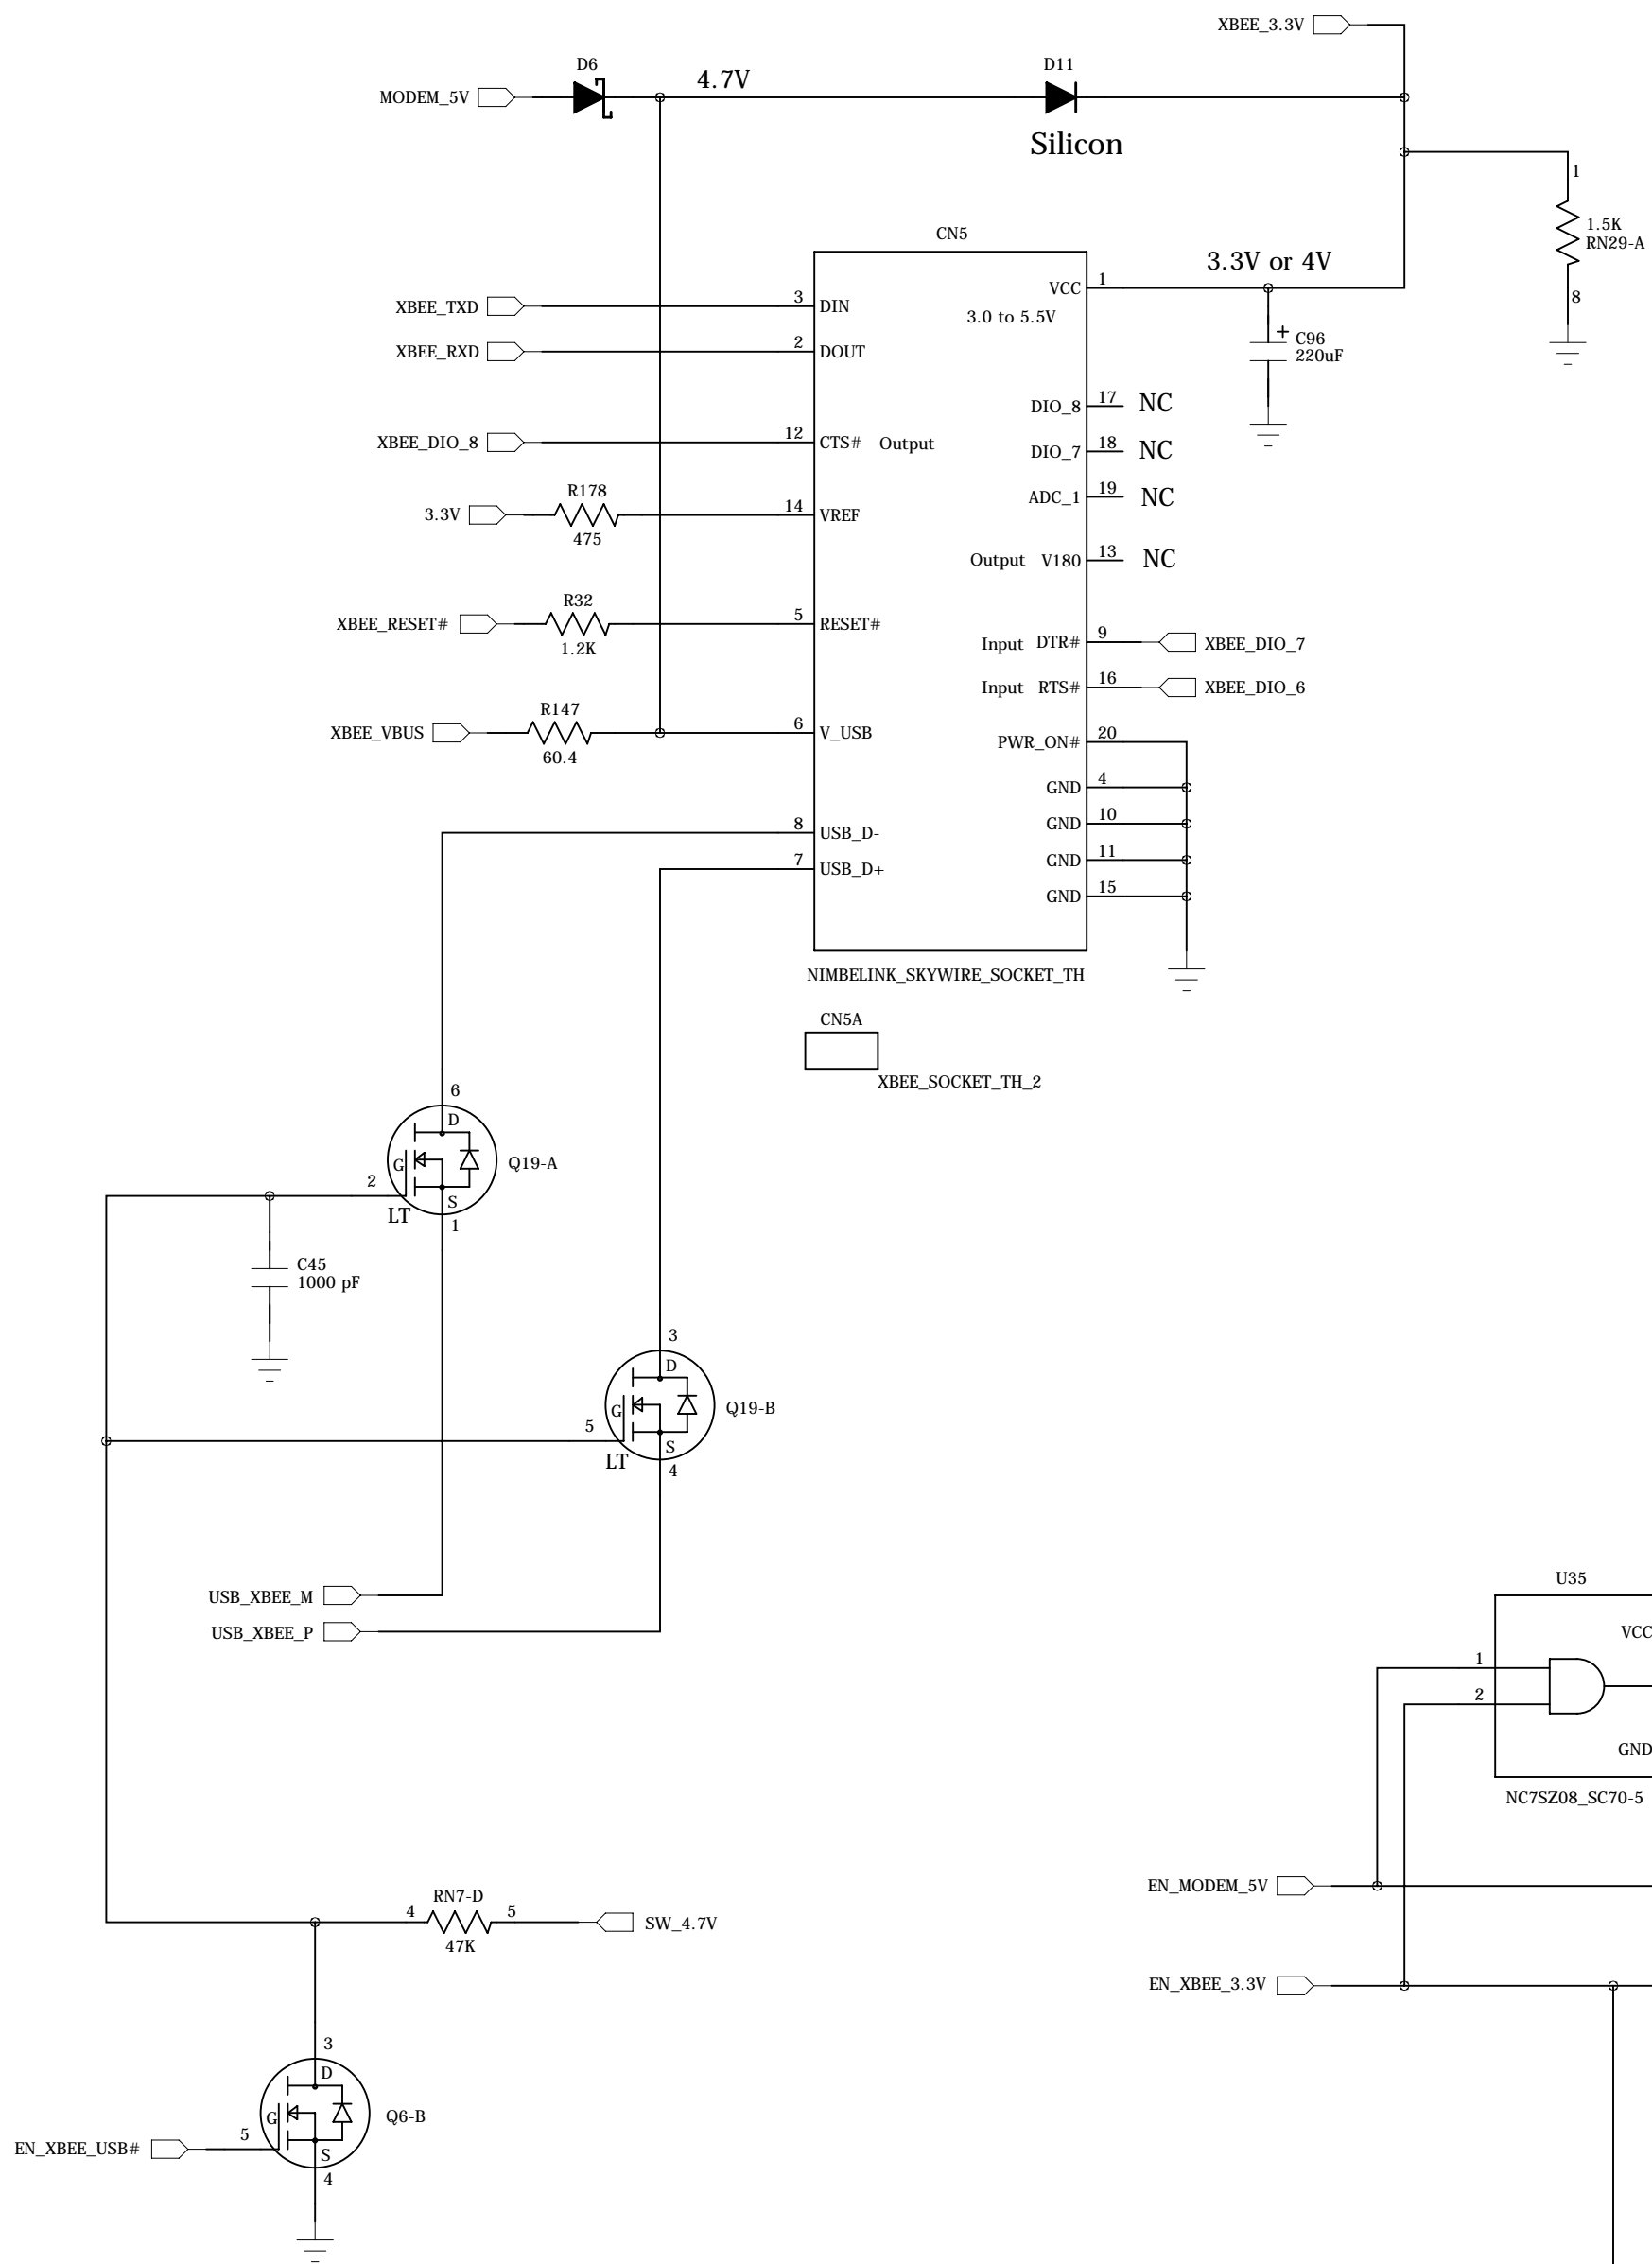 XBEE_3.3V
D6
4.7V
D11
MODEM_5V
Silicon
1
1.5K
RN29-A
8
CN5
3.3V or 4V
VCC 1
3.0 to 5.5V
XBEE_TXD 3 DIN
XBEE_RXD 2 DOUT
+ C96
220uF
DIO_8 17 NC
XBEE_DIO_8 12 CTS# Output
DIO_7 18 NC
ADC_1 19 NC
R178
3.3V 14 VREF
475
Output V180 13 NC
R32
XBEE_RESET# 5 RESET#
1.2K
Input DTR# 9 XBEE_DIO_7
Input RTS# 16 XBEE_DIO_6
R147
XBEE_VBUS 6 V_USB
60.4
PWR_ON# 20
GND 4
GND 10
GND 11
GND 15
8 USB_D-
7 USB_D+
NIMBELINK_SKYWIRE_SOCKET_TH
CN5A
XBEE_SOCKET_TH_2
6
D
G
Q19-A
2
S
LT
1
C45
1000 pF
3
D
G
Q19-B
5
S
LT
4
USB_XBEE_M
USB_XBEE_P
U35
VCC
1
2
GND
NC7SZ08_SC70-5
EN_MODEM_5V
RN7-D
4 5
SW_4.7V
47K
EN_XBEE_3.3V
3
D
G
Q6-B
EN_XBEE_USB# 5
S
4